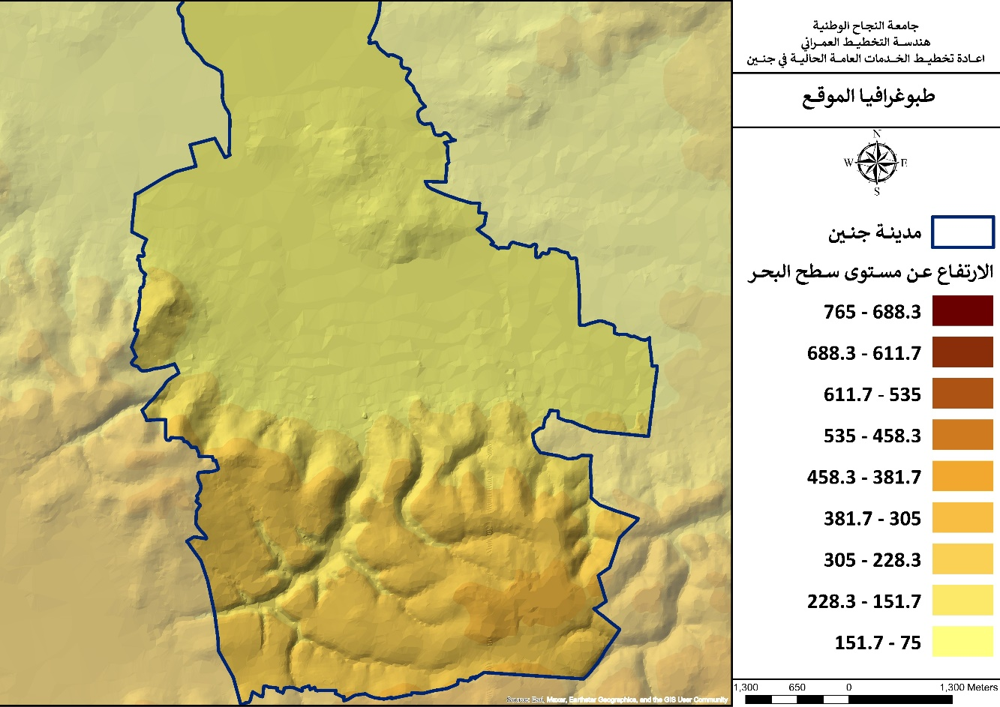 جامعة النجاح الوطنية
هندسة التخطيط العمراني
اعادة تخطيط الخدمات العامة الحالية في جنين
طبوغرافيا الموقع
N
W E
S
مدينة جنين
الارتفاع عن مستوى سطح البحر
765 - 688.3
688.3 - 611.7
611.7 - 535
535 - 458.3
458.3 - 381.7
381.7 - 305
305 - 228.3
228.3 - 151.7
151.7 - 75
1,300 650 0 1,300 Meters
Source: Esri, Maxar, Earthstar Geographics, and the GIS User Community